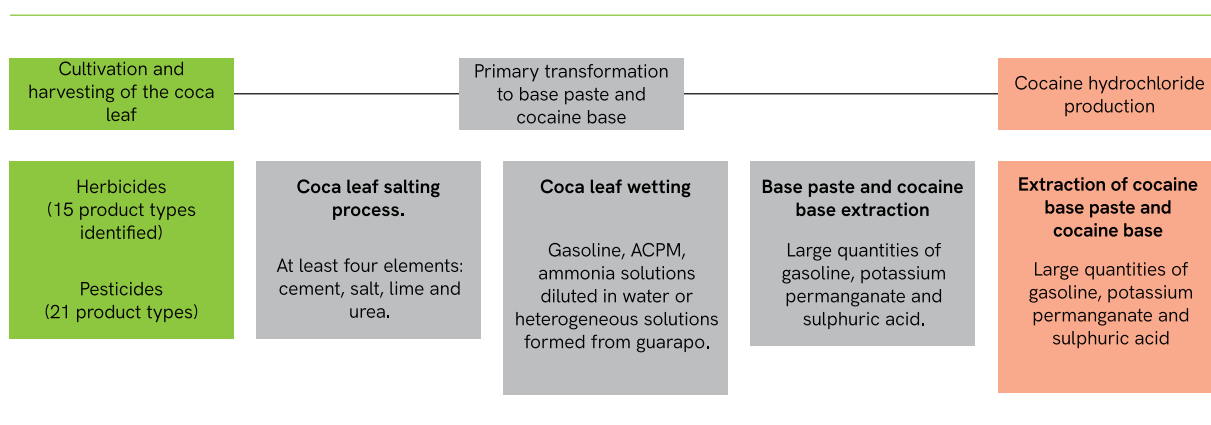 Cultivation and
harvesting of the coca
leaf
Primary transformation
to base paste and
cocaine base
Cocaine hydrochloride
production
Herbicides
(15 product types
identified)
Pesticides
(21 product types)
Coca leaf salting
process.
At least four elements:
cement, salt, lime and
urea.
Coca leaf wetting
Gasoline, ACPM,
ammonia solutions
diluted in water or
heterogeneous solutions
formed from guarapo.
Base paste and cocaine
base extraction
Large quantities of
gasoline, potassium
permanganate and
sulphuric acid.
Extraction of cocaine
base paste and
cocaine base
Large quantities of
gasoline, potassium
permanganate and
sulphuric acid